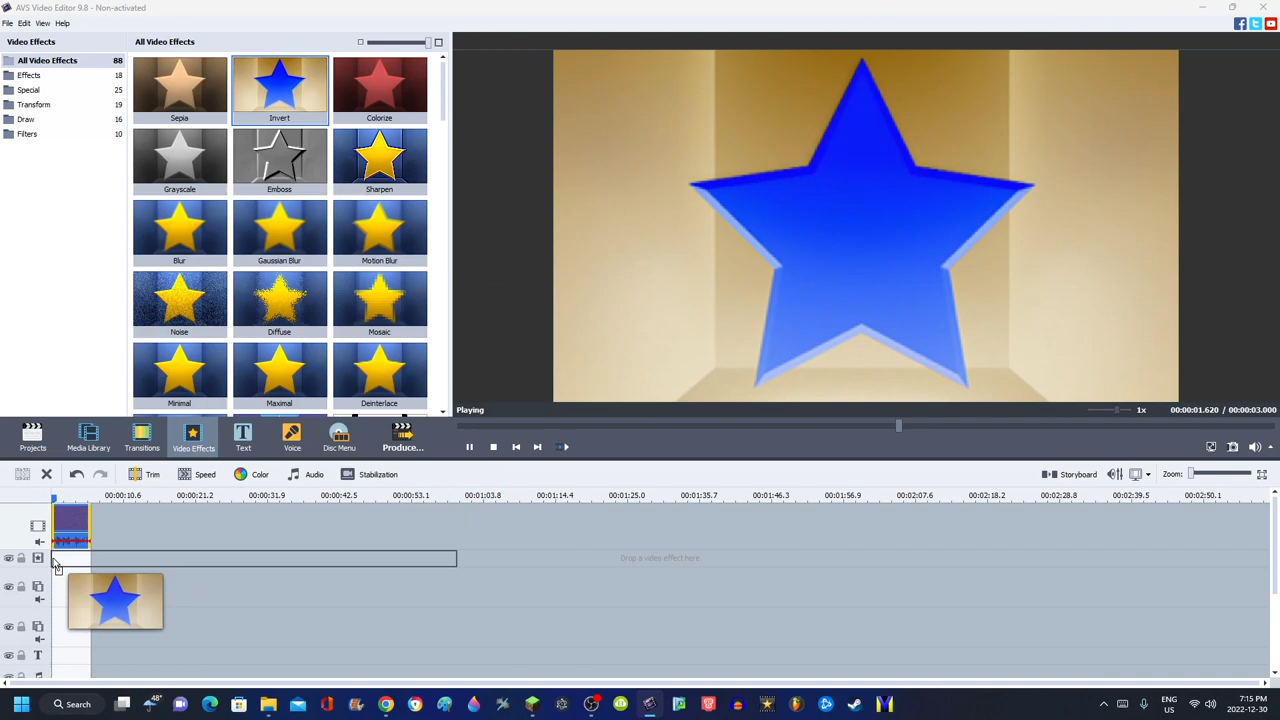 AVS Video Editor 9.8 - Non-activated
File Edit View Help
Video Effects
All Video Effects
All Video Effects 88
Effects 18
Special 25
Transform 19
Draw 16
Filters 10
Sepia Invert Colorize
Grayscale Emboss Sharpen
Blur Gaussian Blur Motion Blur
Noise Diffuse Mosaic
Minimal Maximal Deinterlace
Playing 1x 00:00:01.620 / 00:00:03.000
Projects Media Library Transitions Video Effects Text Voice Disc Menu Produce...
Trim Speed Color Audio Stabilization Storyboard Zoom:
00:00:10.6 00:00:21.2 00:00:31.9 00:00:42.5 00:00:53.1 00:01:03.8 00:01:14.4 00:01:25.0 00:01:35.7 00:01:46.3 00:01:56.9 00:02:07.6 00:02:18.2 00:02:28.8 00:02:39.5 00:02:50.1
Drop a video effect here.
T
48°
Search
ENG
US
7:15 PM
2022-12-30